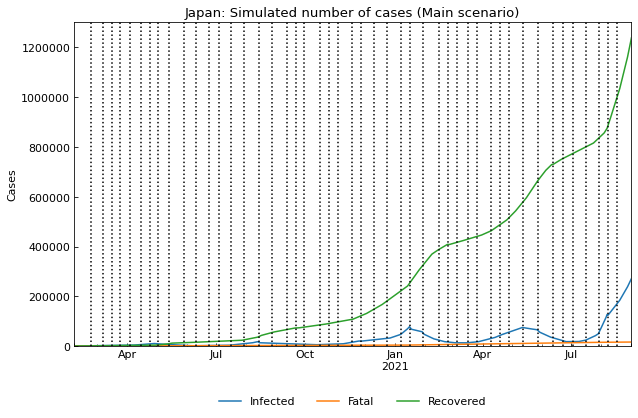 Japan: Simulated number of cases (Main scenario)
1200000
1000000
800000
600000
400000
200000
0
Cases
Apr Jul Oct Jan Apr Jul
2021
Infected Fatal Recovered